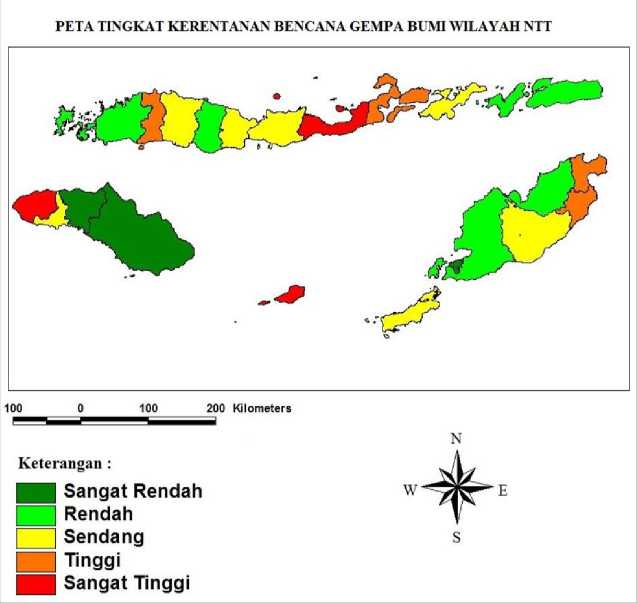 PETA TINGKAT KERENTANAN BENCANA GEMPA BUMI WILAYAH NTT
100 0 100 200 Kilometers
Keterangan :
Sangat Rendah
Rendah
Sendang
Tinggi
Sangat Tinggi
N
W E
S